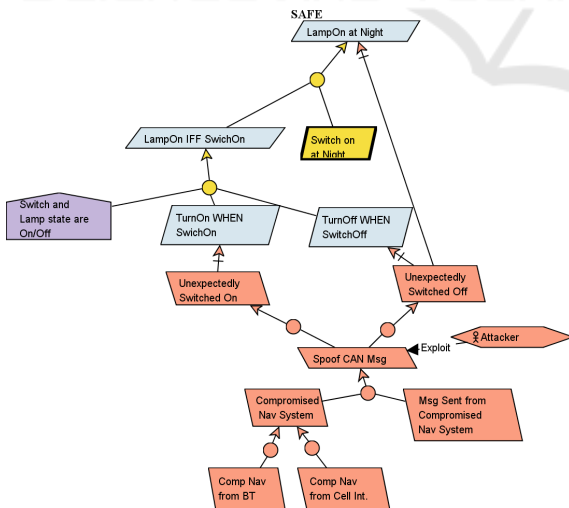 SAFE
LampOn at Night
LampOn IFF SwichOn
Switch on
at Night
Switch and
Lamp state are
On/Off
TurnOn WHEN
SwichOn
TurnOff WHEN
SwitchOff
Unexpectedly
Switched On
Unexpectedly
Switched Off
Attacker
Exploit
Spoof CAN Msg
Compromised
Nav System
Msg Sent from
Compromised
Nav System
Comp Nav
from BT
Comp Nav
from Cell Int.